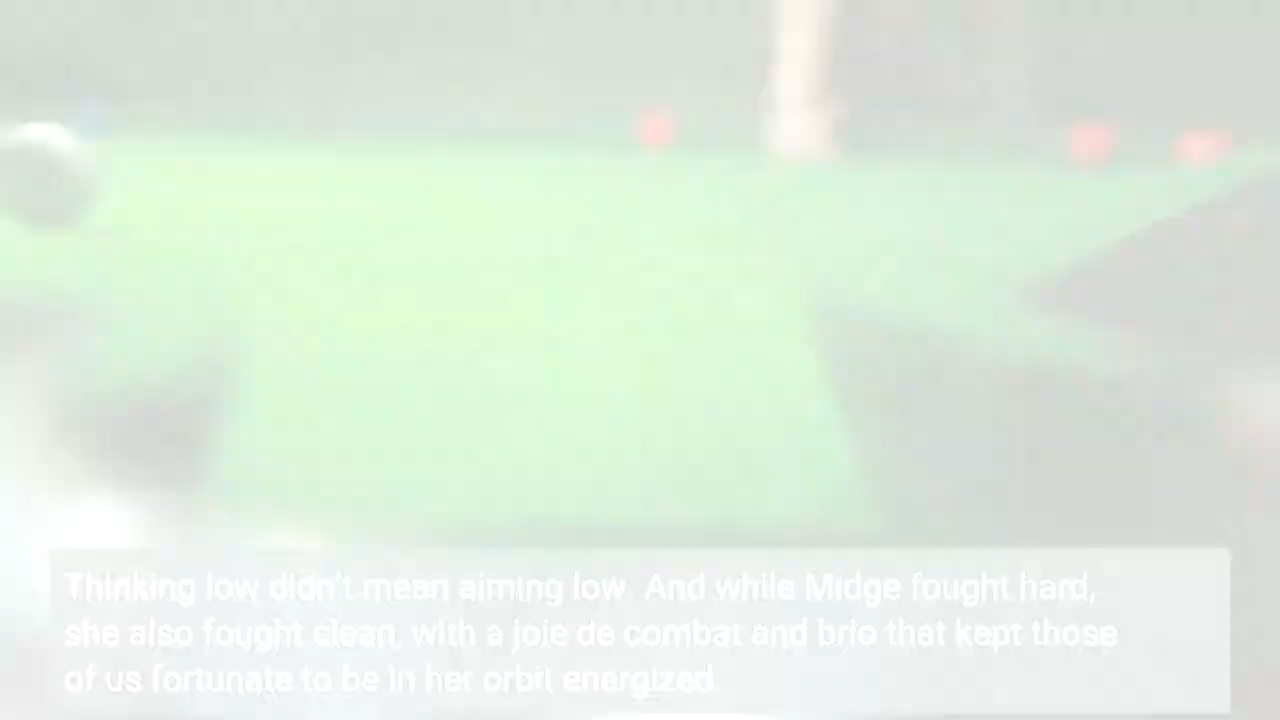 Thinking low didn't mean aiming low. And while Midge fought hard,
she also fought clean, with a joie de combat and brio that kept those
of us fortunate to be in her orbit energized.